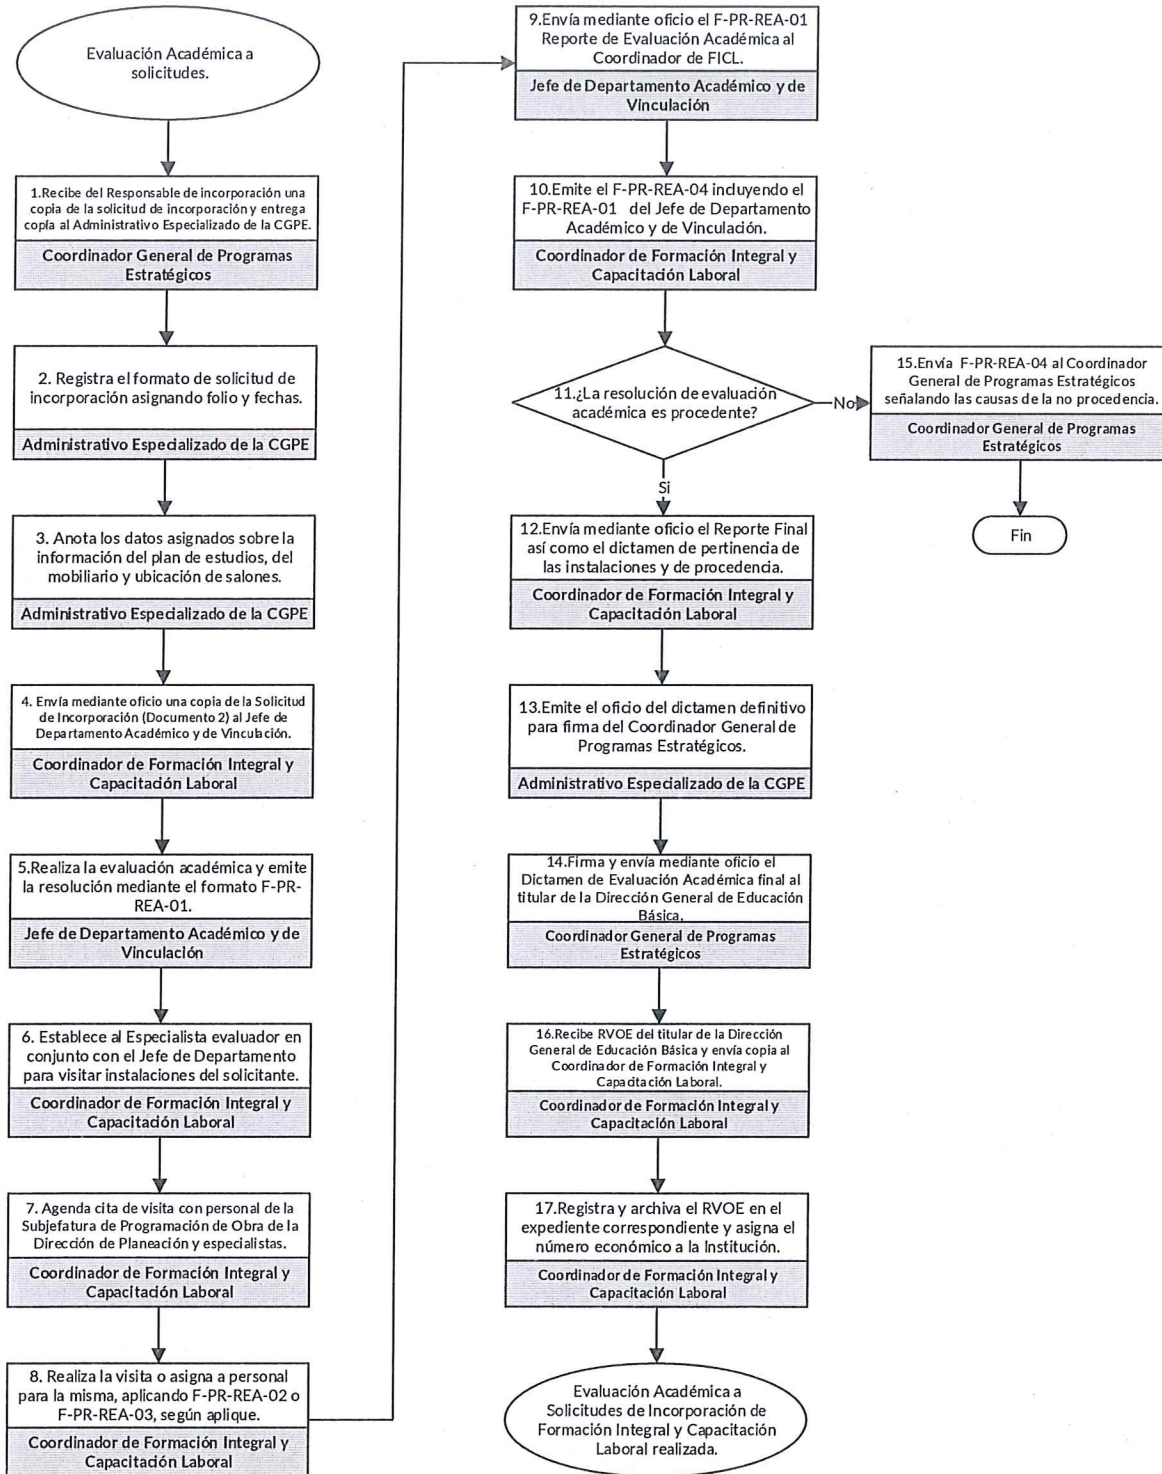 Evaluación Académica a
solicitudes.
1.Recibe del Responsable de incorporación una
copia de la solicitud de incorporación y entrega
copia al Administrativo Especializado de la CGPE.
Coordinador General de Programas
Estratégicos
2. Registra el formato de solicitud de
incorporación asignando folio y fechas.
Administrativo Especializado de la CGPE
3. Anota los datos asignados sobre la
información del plan de estudios, del
mobiliario y ubicación de salones.
Administrativo Especializado de la CGPE
4. Envía mediante oficio una copia de la Solicitud
de Incorporación (Documento 2) al Jefe de
Departamento Académico y de Vinculación.
Coordinador de Formación Integral y
Capacitación Laboral
5.Realiza la evaluación académica y emite
la resolución mediante el formato F-PR-
REA-01.
Jefe de Departamento Académico y de
Vinculación
6. Establece al Especialista evaluador en
conjunto con el Jefe de Departamento
para visitar instalaciones del solicitante.
Coordinador de Formación Integral y
Capacitación Laboral
7. Agenda cita de visita con personal de la
Subjefatura de Programación de Obra de la
Dirección de Planeación y especialistas.
Coordinador de Formación Integral y
Capacitación Laboral
8. Realiza la visita o asigna a personal
para la misma, aplicando F-PR-REA-02 o
F-PR-REA-03, según aplique.
Coordinador de Formación Integral y
Capacitación Laboral
9.Envía mediante oficio el F-PR-REA-01
Reporte de Evaluación Académica al
Coordinador de FICL.
Jefe de Departamento Académico y de
Vinculación
10.Emite el F-PR-REA-04 incluyendo el
F-PR-REA-01 del Jefe de Departamento
Académico y de Vinculación.
Coordinador de Formación Integral y
Capacitación Laboral
11.¿La resolución de evaluación
académica es procedente?
No
15.Envía F-PR-REA-04 al Coordinador
General de Programas Estratégicos
señalando las causas de la no procedencia.
Coordinador General de Programas
Estratégicos
Fin
Si
12.Envía mediante oficio el Reporte Final
así como el dictamen de pertinencia de
las instalaciones y de procedencia.
Coordinador de Formación Integral y
Capacitación Laboral
13.Emite el oficio del dictamen definitivo
para firma del Coordinador General de
Programas Estratégicos.
Administrativo Especializado de la CGPE
14.Firma y envía mediante oficio el
Dictamen de Evaluación Académica final al
titular de la Dirección General de Educación
Básica.
Coordinador General de Programas
Estratégicos
16.Recibe RVOE del titular de la Dirección
General de Educación Básica y envía copia al
Coordinador de Formación Integral y
Capacitación Laboral.
Coordinador de Formación Integral y
Capacitación Laboral
17.Registra y archiva el RVOE en el
expediente correspondiente y asigna el
número económico a la Institución.
Coordinador de Formación Integral y
Capacitación Laboral
Evaluación Académica a
Solicitudes de Incorporación de
Formación Integral y Capacitación
Laboral realizada.